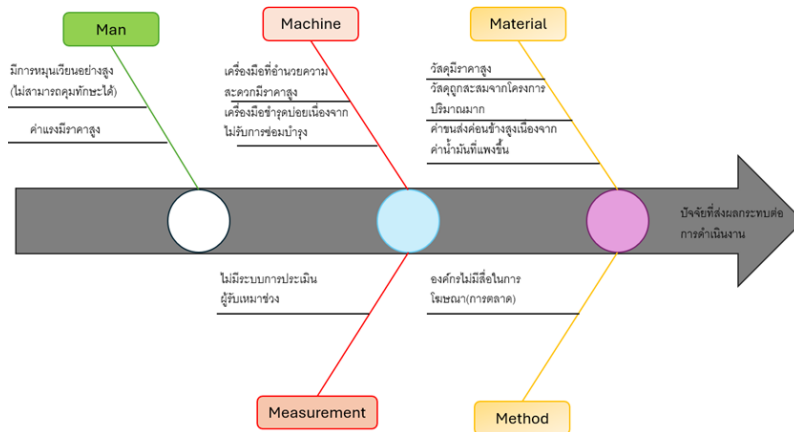 Man
Machine
Material
มีการหมุนเวียนอย่างสูง
(ไม่สามารถคุมทักษะได้)
ค่าแรงมีราคาสูง
เครื่องมือที่อำนวยความ
สะดวกมีราคาสูง
เครื่องมือชำรุดบ่อยเนื่องจาก
ไม่รับการซ่อมบำรุง
วัสดุมีราคาสูง
วัสดุถูกสะสมจากโครงการ
ปริมาณมาก
ค่าขนส่งค่อนข้างสูงเนื่องจาก
ค่าน้ำมันที่แพงขึ้น
ปัจจัยที่ส่งผลกระทบต่อ
การดำเนินงาน
ไม่มีระบบการประเมิน
ผู้รับเหมาช่วง
องค์กรไม่มีสื่อในการ
โฆษณา(การตลาด)
Measurement
Method